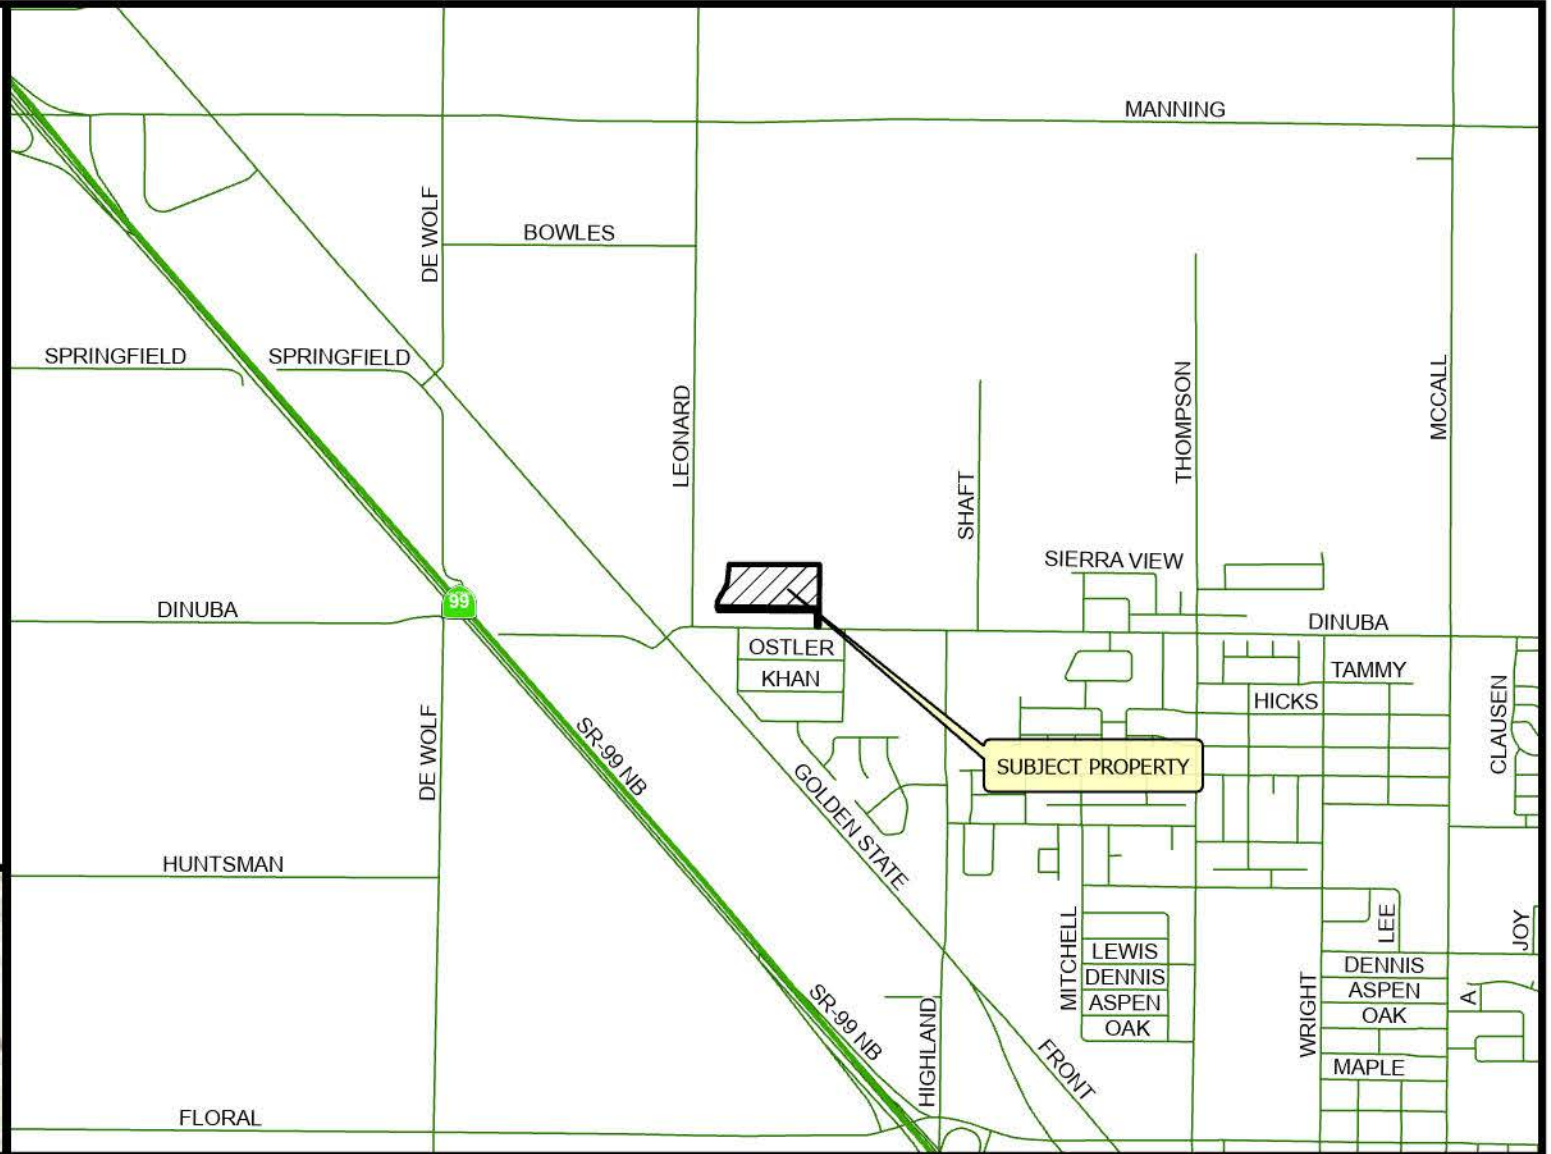 MANNING
DE WOLF
BOWLES
SPRINGFIELD
SPRINGFIELD
LEONARD
THOMPSON
MCCALL
SHAFT
SIERRA VIEW
99
DINUBA
DINUBA
OSTLER
KHAN
TAMMY
HICKS
CLAUSEN
DE WOLF
SR-99 NB
GOLDEN STATE
SUBJECT PROPERTY
HUNTSMAN
MITCHELL
LEE
JOY
LEWIS
DENNIS
ASPEN
OAK
WRIGHT
DENNIS
ASPEN
OAK
A
SR-99 NB
HIGHLAND
FRONT
MAPLE
FLORAL